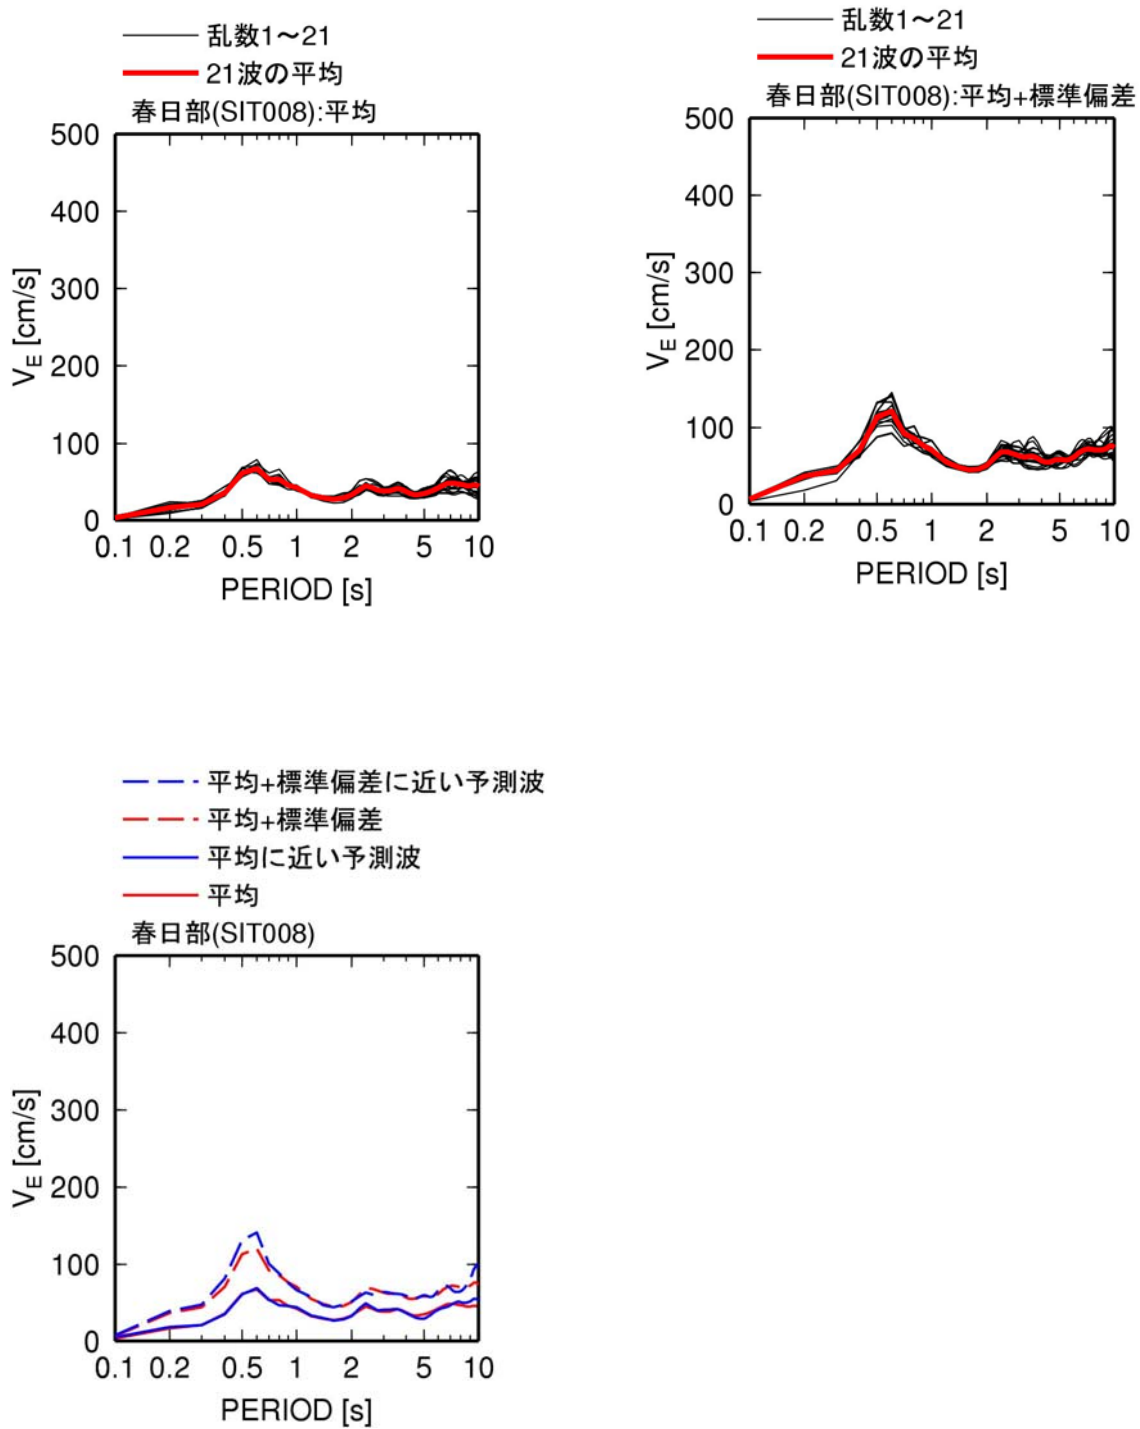 乱数1～21
21波の平均
春日部(SIT008):平均
500
400
300
200
100
0
V_E [cm/s]
0.1 0.2 0.5 1 2 5 10
PERIOD [s]
乱数1～21
21波の平均
春日部(SIT008):平均+標準偏差
500
400
300
200
100
0
V_E [cm/s]
0.1 0.2 0.5 1 2 5 10
PERIOD [s]
平均+標準偏差に近い予測波
平均+標準偏差
平均に近い予測波
平均
春日部(SIT008)
500
400
300
200
100
0
V_E [cm/s]
0.1 0.2 0.5 1 2 5 10
PERIOD [s]